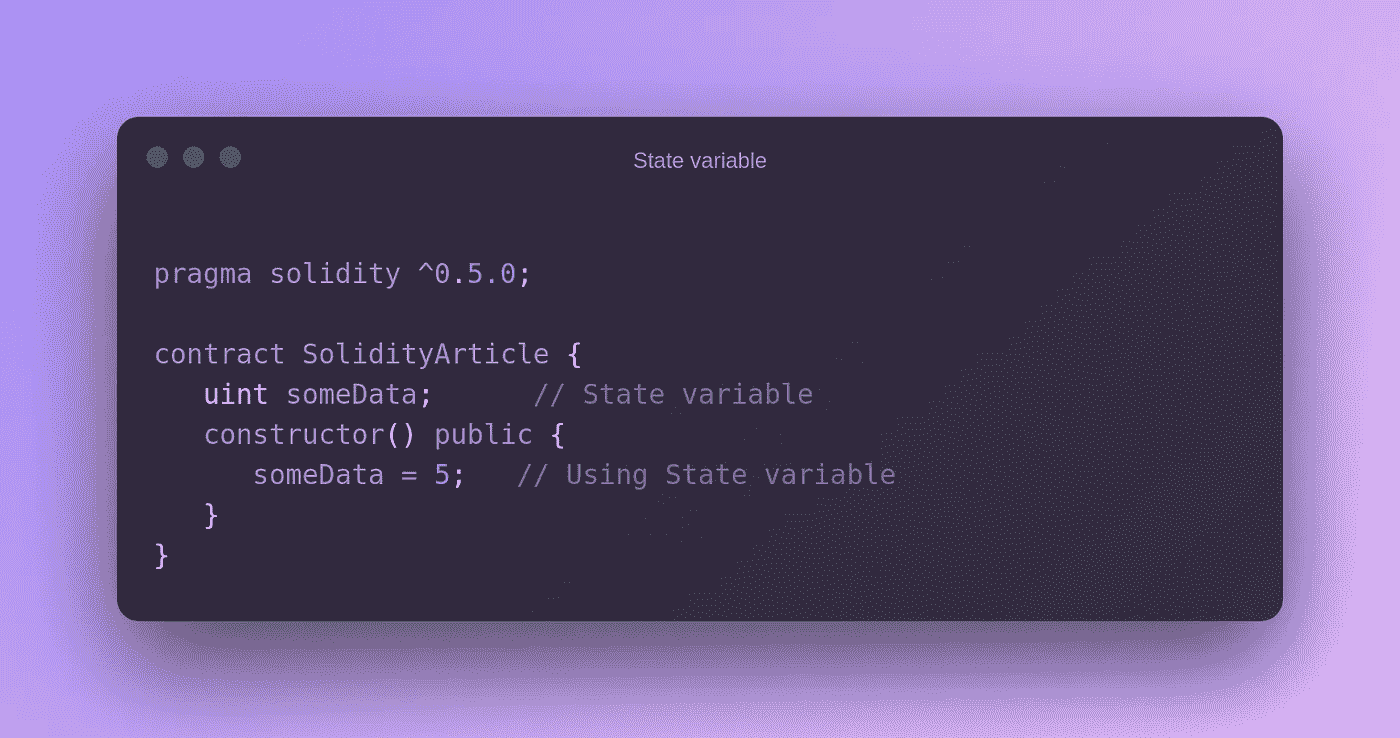 State variable
pragma solidity ^0.5.0;
contract SolidityArticle {
   uint someData;      // State variable
   constructor() public {
      someData = 5;   // Using State variable
   }
}